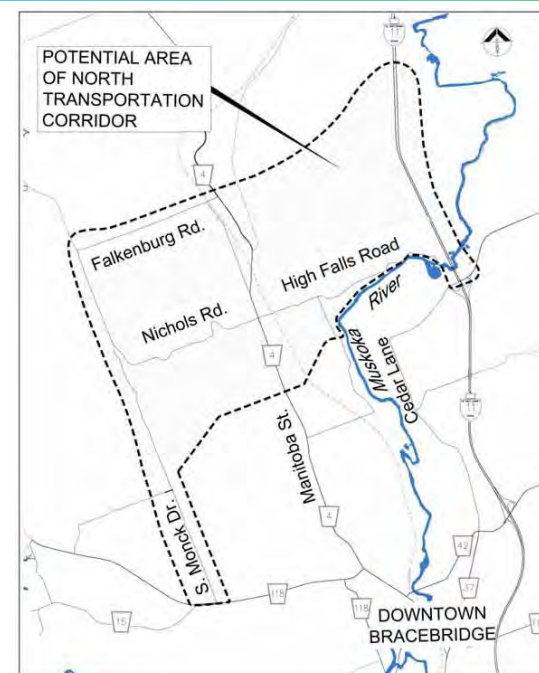 POTENTIAL AREA
OF NORTH
TRANSPORTATION
CORRIDOR
11
4
Falkenburg Rd.
High Falls Road
Nichols Rd.
River
Muskoka
Cedar Lane
4
11
Manitoba St.
S. Monck Dr.
4
42
37
118
118
15
DOWNTOWN
BRACEBRIDGE